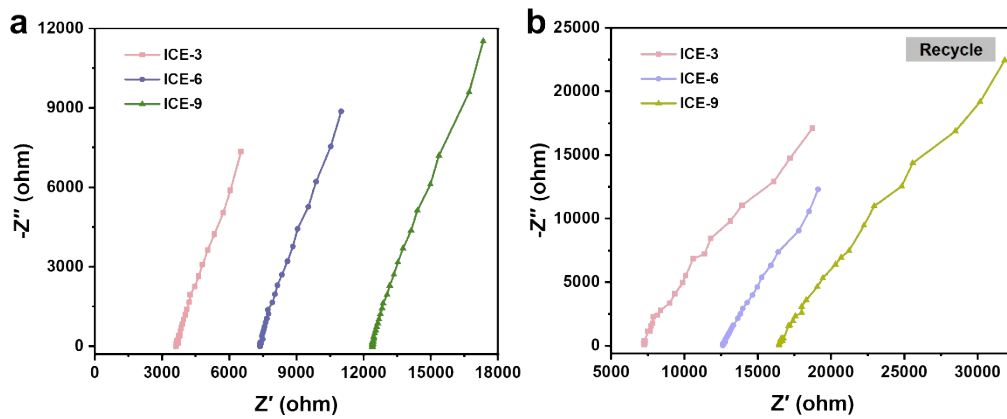 a
12000
9000
6000
3000
0
-Z″ (ohm)
ICE-3
ICE-6
ICE-9
0 3000 6000 9000 12000 15000 18000
Z′ (ohm)
b
25000
20000
15000
10000
5000
0
-Z″ (ohm)
ICE-3
ICE-6
ICE-9
Recycle
5000 10000 15000 20000 25000 30000
Z′ (ohm)